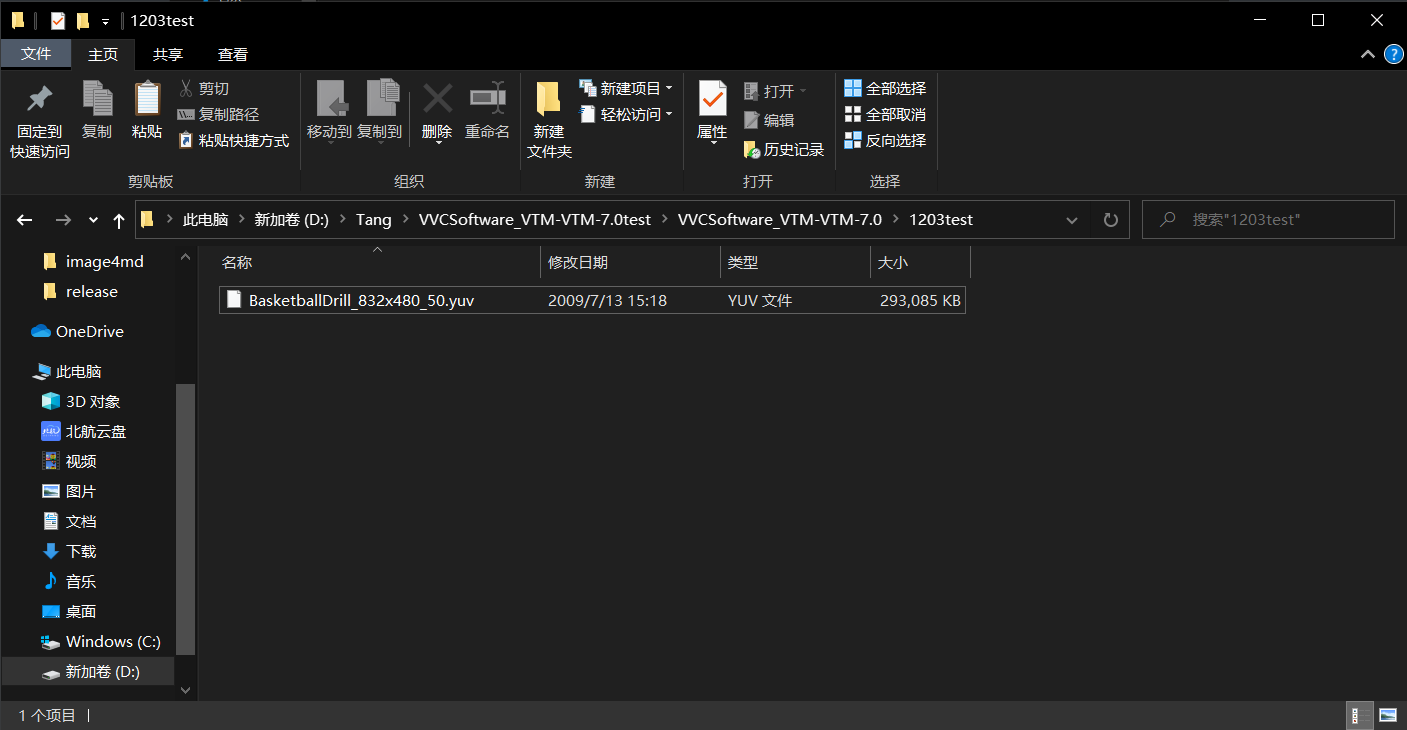 1203test
文件 主页 共享 查看
固定到
快速访问
复制
粘贴
剪切
复制路径
粘贴快捷方式
剪贴板
移动到
复制到
删除
重命名
组织
新建
文件夹
新建项目
轻松访问
新建
属性
打开
编辑
历史记录
打开
全部选择
全部取消
反向选择
选择
此电脑 新加卷 (D:) Tang VVCSoftware_VTM-VTM-7.0test VVCSoftware_VTM-VTM-7.0 1203test
搜索"1203test"
image4md
release
OneDrive
此电脑
3D 对象
北航云盘
视频
图片
文档
下载
音乐
桌面
Windows (C:)
新加卷 (D:)
名称 修改日期 类型 大小
BasketballDrill_832x480_50.yuv 2009/7/13 15:18 YUV 文件 293,085 KB
1 个项目